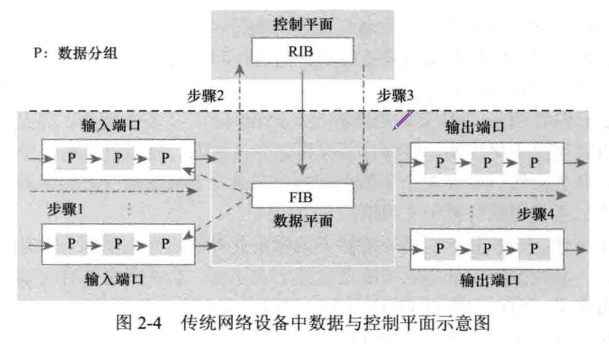 控制平面
P：数据分组
RIB
步骤2
步骤3
输入端口
输出端口
P P P
P P P
步骤1
FIB
数据平面
步骤4
P P P
P P P
输入端口
输出端口
图 2-4 传统网络设备中数据与控制平面示意图